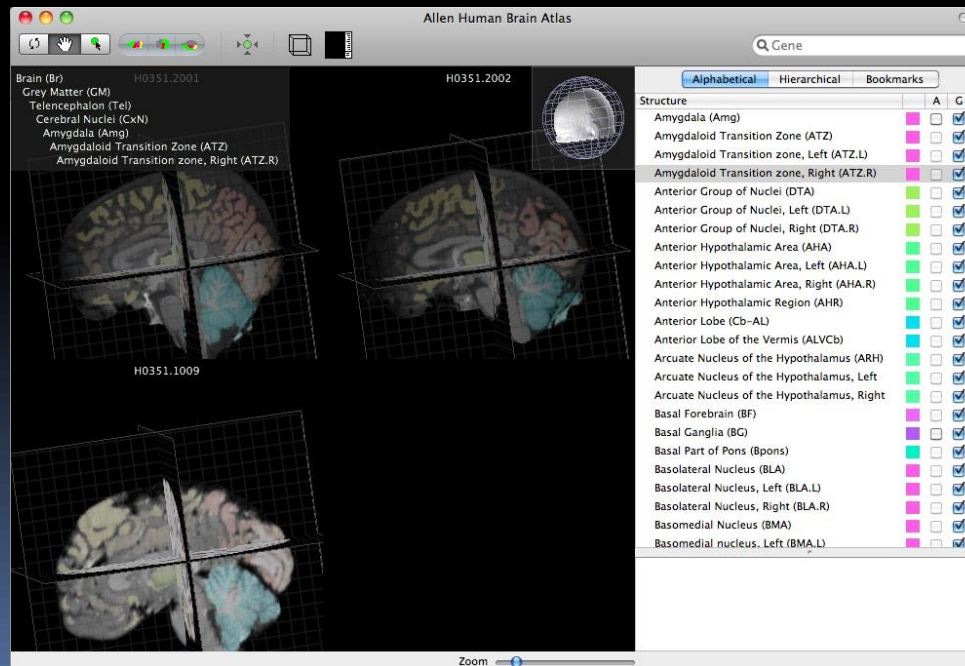 Allen Human Brain Atlas
Gene
Brain (Br)
Grey Matter (GM)
Telencephalon (Tel)
Cerebral Nuclei (CxN)
Amygdala (Amg)
Amygdaloid Transition Zone (ATZ)
Amygdaloid Transition zone, Right (ATZ.R)
H0351.2001
H0351.2002
H0351.1009
Zoom
Alphabetical Hierarchical Bookmarks
Structure A G
Amygdala (Amg)
Amygdaloid Transition Zone (ATZ)
Amygdaloid Transition zone, Left (ATZ.L)
Amygdaloid Transition zone, Right (ATZ.R)
Anterior Group of Nuclei (DTA)
Anterior Group of Nuclei, Left (DTA.L)
Anterior Group of Nuclei, Right (DTA.R)
Anterior Hypothalamic Area (AHA)
Anterior Hypothalamic Area, Left (AHA.L)
Anterior Hypothalamic Area, Right (AHA.R)
Anterior Hypothalamic Region (AHR)
Anterior Lobe (Cb-AL)
Anterior Lobe of the Vermis (ALVCb)
Arcuate Nucleus of the Hypothalamus (ARH)
Arcuate Nucleus of the Hypothalamus, Left
Arcuate Nucleus of the Hypothalamus, Right
Basal Forebrain (BF)
Basal Ganglia (BG)
Basal Part of Pons (Bpons)
Basolateral Nucleus (BLA)
Basolateral Nucleus, Left (BLA.L)
Basolateral Nucleus, Right (BLA.R)
Basomedial Nucleus (BMA)
Basomedial nucleus, Left (BMA.L)